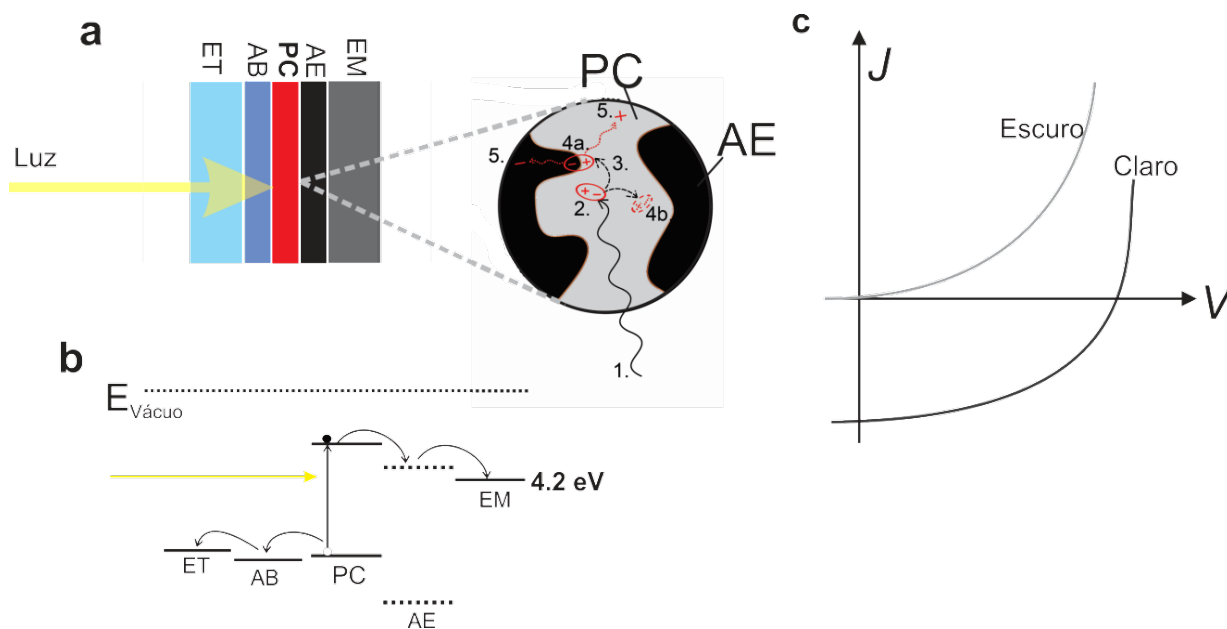 a
ET
AB
PC
AE
EM
Luz
PC
AE
5. +
4a.
5. −
− +
3.
+ −
2.
+ −
4b.
1.
b
E Vácuo
4.2 eV
EM
ET
AB
PC
AE
c
J
Escuro
Claro
V